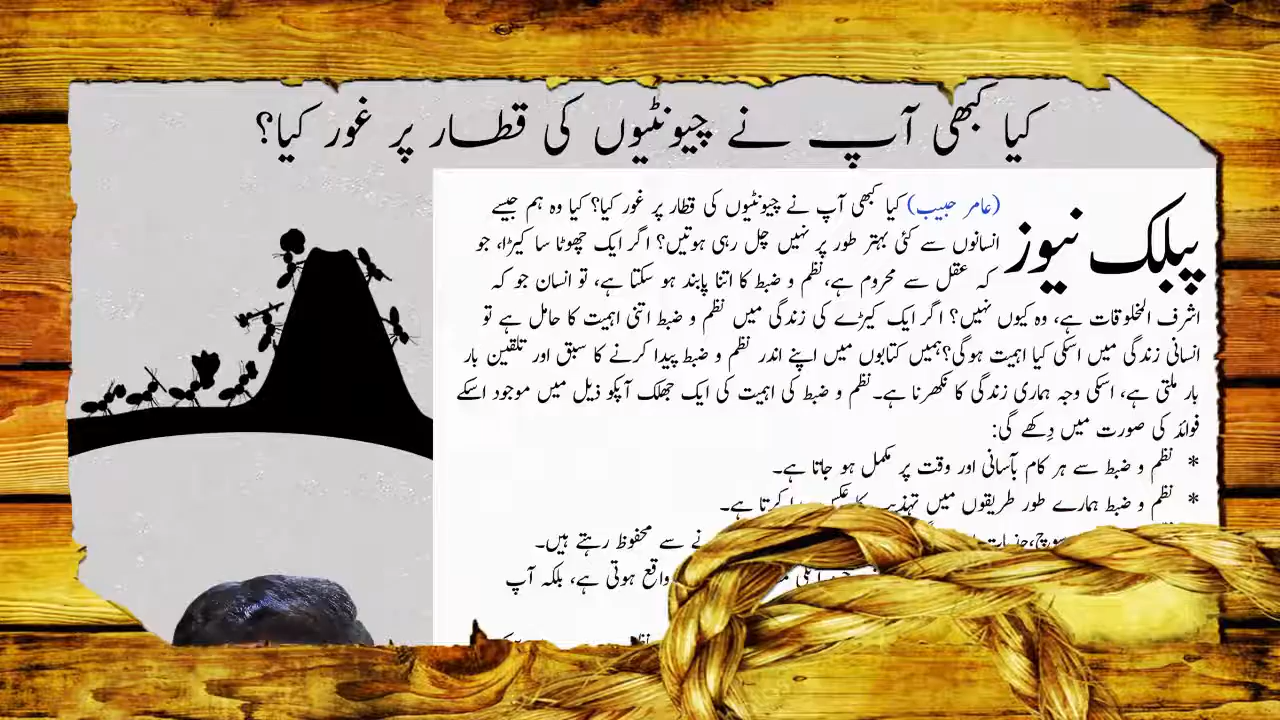 کیا کبھی آپ نے چیونٹیوں کی قطار پر غور کیا؟
پبلک نیوز
(عامر حبیب) کیا کبھی آپ نے چیونٹیوں کی قطار پر غور کیا؟ کیا وہ ہم جیسے
انسانوں سے کئی بہتر طور پر نہیں چل رہی ہوتیں؟ اگر ایک چھوٹا سا کیڑا، جو
کہ عقل سے محروم ہے، نظم و ضبط کا اتنا پابند ہو سکتا ہے، تو انسان جو کہ
اشرف المخلوقات ہے، وہ کیوں نہیں؟ اگر ایک کیڑے کی زندگی میں نظم و ضبط اتنی اہمیت کا حامل ہے تو
انسانی زندگی میں اسکی کیا اہمیت ہوگی؟ ہمیں کتابوں میں اپنے اندر نظم و ضبط پیدا کرنے کا سبق اور تلقین بار
بار ملتی ہے، اسکی وجہ ہماری زندگی کا نکھرنا ہے۔ نظم و ضبط کی اہمیت کی ایک جھلک آپکو ذیل میں موجود اسکے
فوائد کی صورت میں دِکھے گی:
* نظم و ضبط سے ہر کام بآسانی اور وقت پر مکمل ہو جاتا ہے۔
* نظم و ضبط ہمارے طور طریقوں میں تہذیب کا عکس پیدا کرتا ہے۔
سے محفوظ رہتے ہیں۔
واقع ہوتی ہے، بلکہ آپ